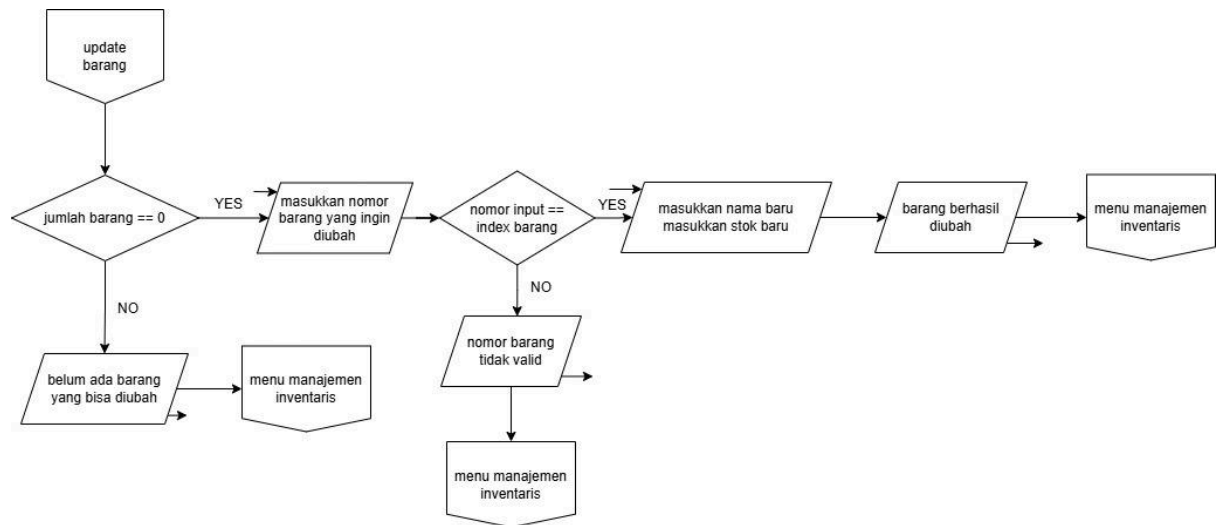 update
barang
jumlah barang == 0
YES
masukkan nomor
barang yang ingin
diubah
nomor input ==
index barang
YES
masukkan nama baru
masukkan stok baru
barang berhasil
diubah
menu manajemen
inventaris
NO
belum ada barang
yang bisa diubah
menu manajemen
inventaris
NO
nomor barang
tidak valid
menu manajemen
inventaris